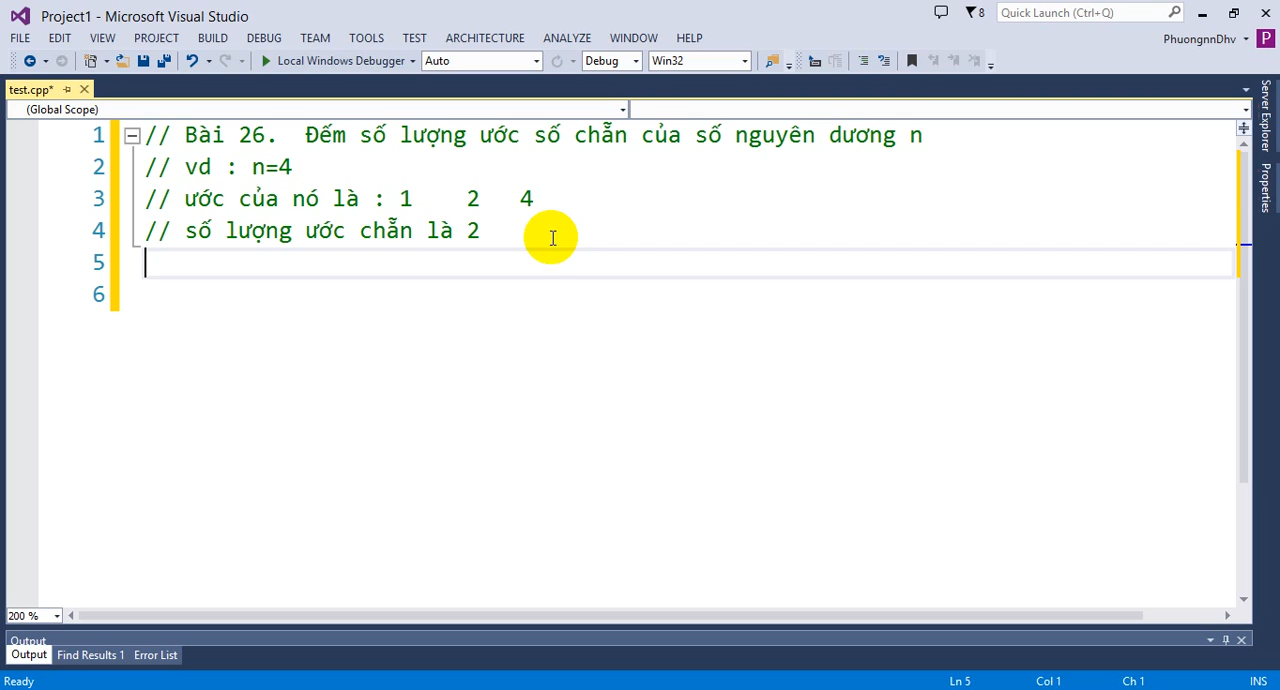 Project1 - Microsoft Visual Studio
8
Quick Launch (Ctrl+Q)
FILE EDIT VIEW PROJECT BUILD DEBUG TEAM TOOLS TEST ARCHITECTURE ANALYZE WINDOW HELP
PhuongnnDhv
P
Local Windows Debugger
Auto
Debug
Win32
test.cpp*
(Global Scope)
Server Explorer
Properties
1 // Bài 26. Đếm số lượng ước số chẵn của số nguyên dương n
2 // vd : n=4
3 // ước của nó là : 1 2 4
4 // số lượng ước chẵn là 2
5
6
200 %
Output
Output Find Results 1 Error List
Ready Ln 5 Col 1 Ch 1 INS